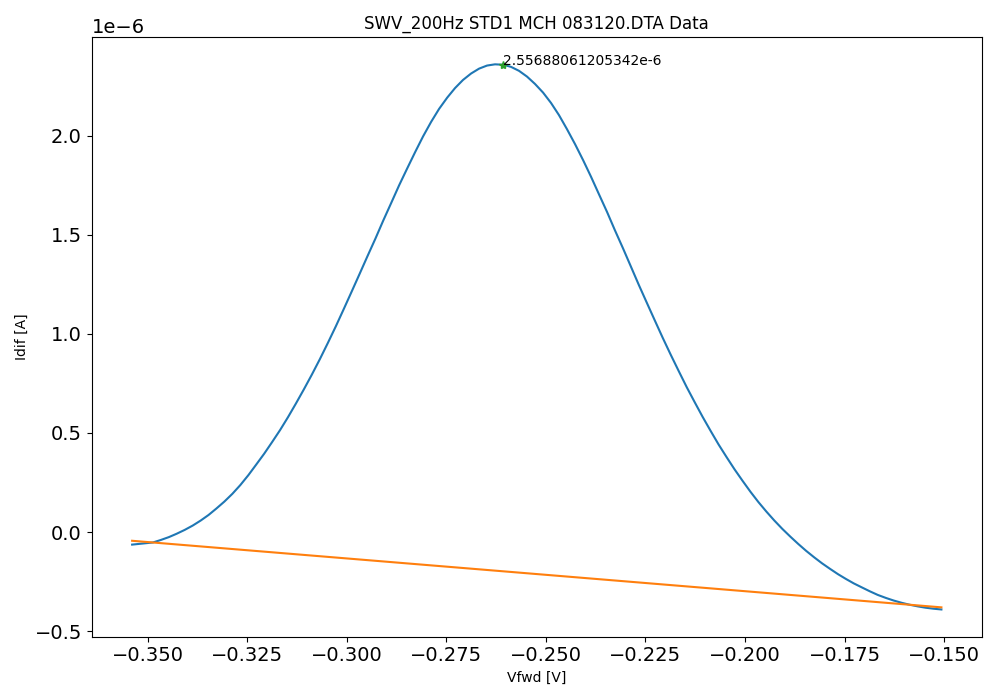 SWV_200Hz STD1 MCH 083120.DTA Data
1e−6
2.55688061205342e-6
2.0
1.5
1.0
0.5
0.0
−0.5
Idif [A]
−0.350 −0.325 −0.300 −0.275 −0.250 −0.225 −0.200 −0.175 −0.150
Vfwd [V]